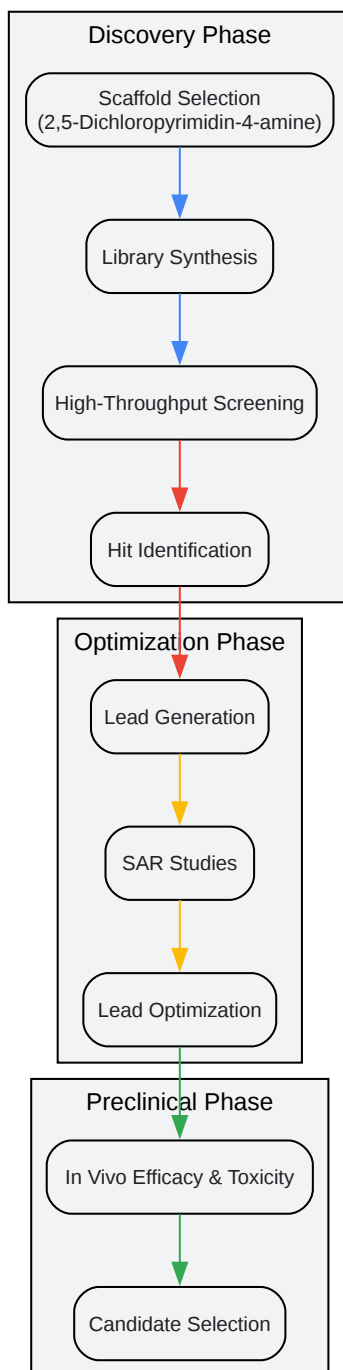 Discovery Phase
Scaffold Selection
(2,5-Dichloropyrimidin-4-amine)
Library Synthesis
High-Throughput Screening
Hit Identification
Optimization Phase
Lead Generation
SAR Studies
Lead Optimization
Preclinical Phase
In Vivo Efficacy & Toxicity
Candidate Selection